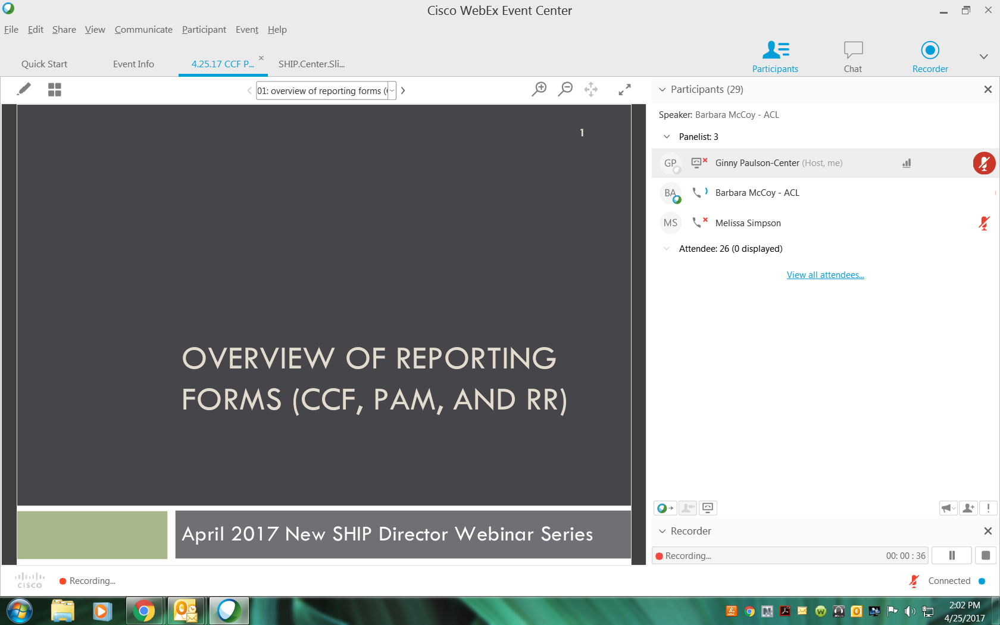 Cisco WebEx Event Center
File Edit Share View Communicate Participant Event Help
Quick Start
Event Info
4.25.17 CCF P...
SHIP.Center.Sli...
Participants
Chat
Recorder
01: overview of reporting forms (
1
OVERVIEW OF REPORTING
FORMS (CCF, PAM, AND RR)
April 2017 New SHIP Director Webinar Series
Participants (29)
Speaker: Barbara McCoy - ACL
Panelist: 3
GP Ginny Paulson-Center (Host, me)
BA Barbara McCoy - ACL
MS Melissa Simpson
Attendee: 26 (0 displayed)
View all attendees...
Recorder
Recording... 00: 00 : 36
CISCO
Recording...
Connected
2:02 PM
4/25/2017